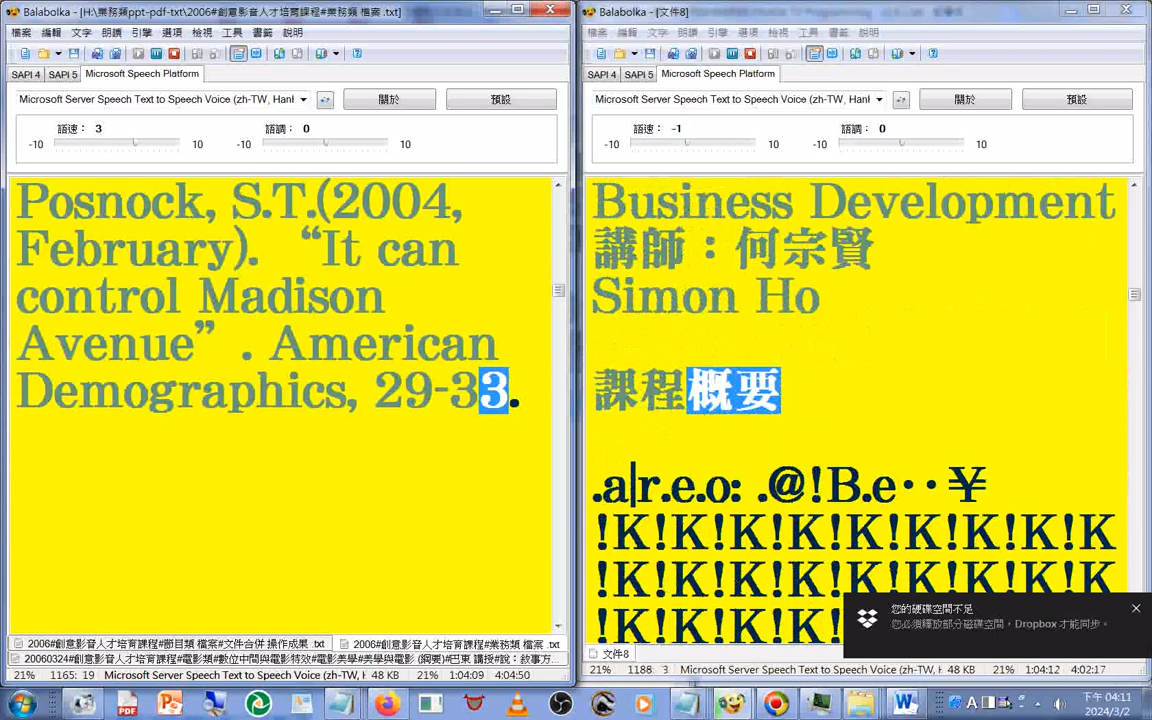 Balabolka - [H:\業務類ppt-pdf-txt\2006#創意影音人才培育課程#業務類 檔案 .txt]
檔案 編輯 文字 朗讀 引擎 選項 檢視 工具 書籤 說明
SAPI 4 SAPI 5 Microsoft Speech Platform
Microsoft Server Speech Text to Speech Voice (zh-TW, Hanl
關於 預設
語速： 3 語調： 0
-10 10 -10 10
Posnock, S.T.(2004,
February). “It can
control Madison
Avenue”. American
Demographics, 29-33.
2006#創意影音人才培育課程#節目類 檔案#文件合併 操作成果 .txt 2006#創意影音人才培育課程#業務類 檔案 .txt
20060324#創意影音人才培育課程#電影類#數位中間與電影特效#電影美學#美學與電影 (綱要)#巴東 講授#說：敘事方...
21% 1165: 19 Microsoft Server Speech Text to Speech Voice (zh-TW, H 48 KB 1:04:09 4:04:50
Balabolka - [文件8]
檔案 編輯 文字 朗讀 引擎 選項 檢視 工具 書籤 說明
SAPI 4 SAPI 5 Microsoft Speech Platform
Microsoft Server Speech Text to Speech Voice (zh-TW, Hanl
關於 預設
語速： -1 語調： 0
-10 10 -10 10
Business Development
講師：何宗賢
Simon Ho
課程概要
.ar.e.o: .@!B.e‥¥
!K!K!K!K!K!K!K!K!K
!K!K!K!K!K!K!K!K!K
!K!K!K!K!K
您的硬碟空間不足
您必須釋放部分磁碟空間，Dropbox 才能同步。
文件8
21% 1188: 3 Microsoft Server Speech Text to Speech Voice (zh-TW, H 48 KB 1:04:12 4:02:17
下午 04:11
2024/3/2